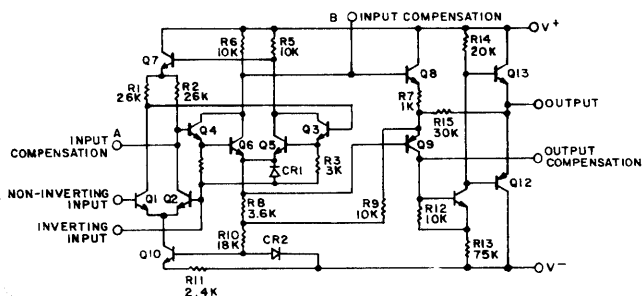 B INPUT COMPENSATION
V+
R6
10K
R5
10K
R14
20K
Q7
Q8
Q13
R1
26K
R2
26K
R7
1K
OUTPUT
Q4
Q6
Q5
Q3
R15
30K
INPUT A
COMPENSATION
Q9
OUTPUT
COMPENSATION
CR1
R3
3K
NON-INVERTING
INPUT
Q1
Q2
Q12
R8
3.6K
R9
10K
R12
10K
INVERTING
INPUT
R10
18K
CR2
R13
75K
Q10
V-
R11
2.4K